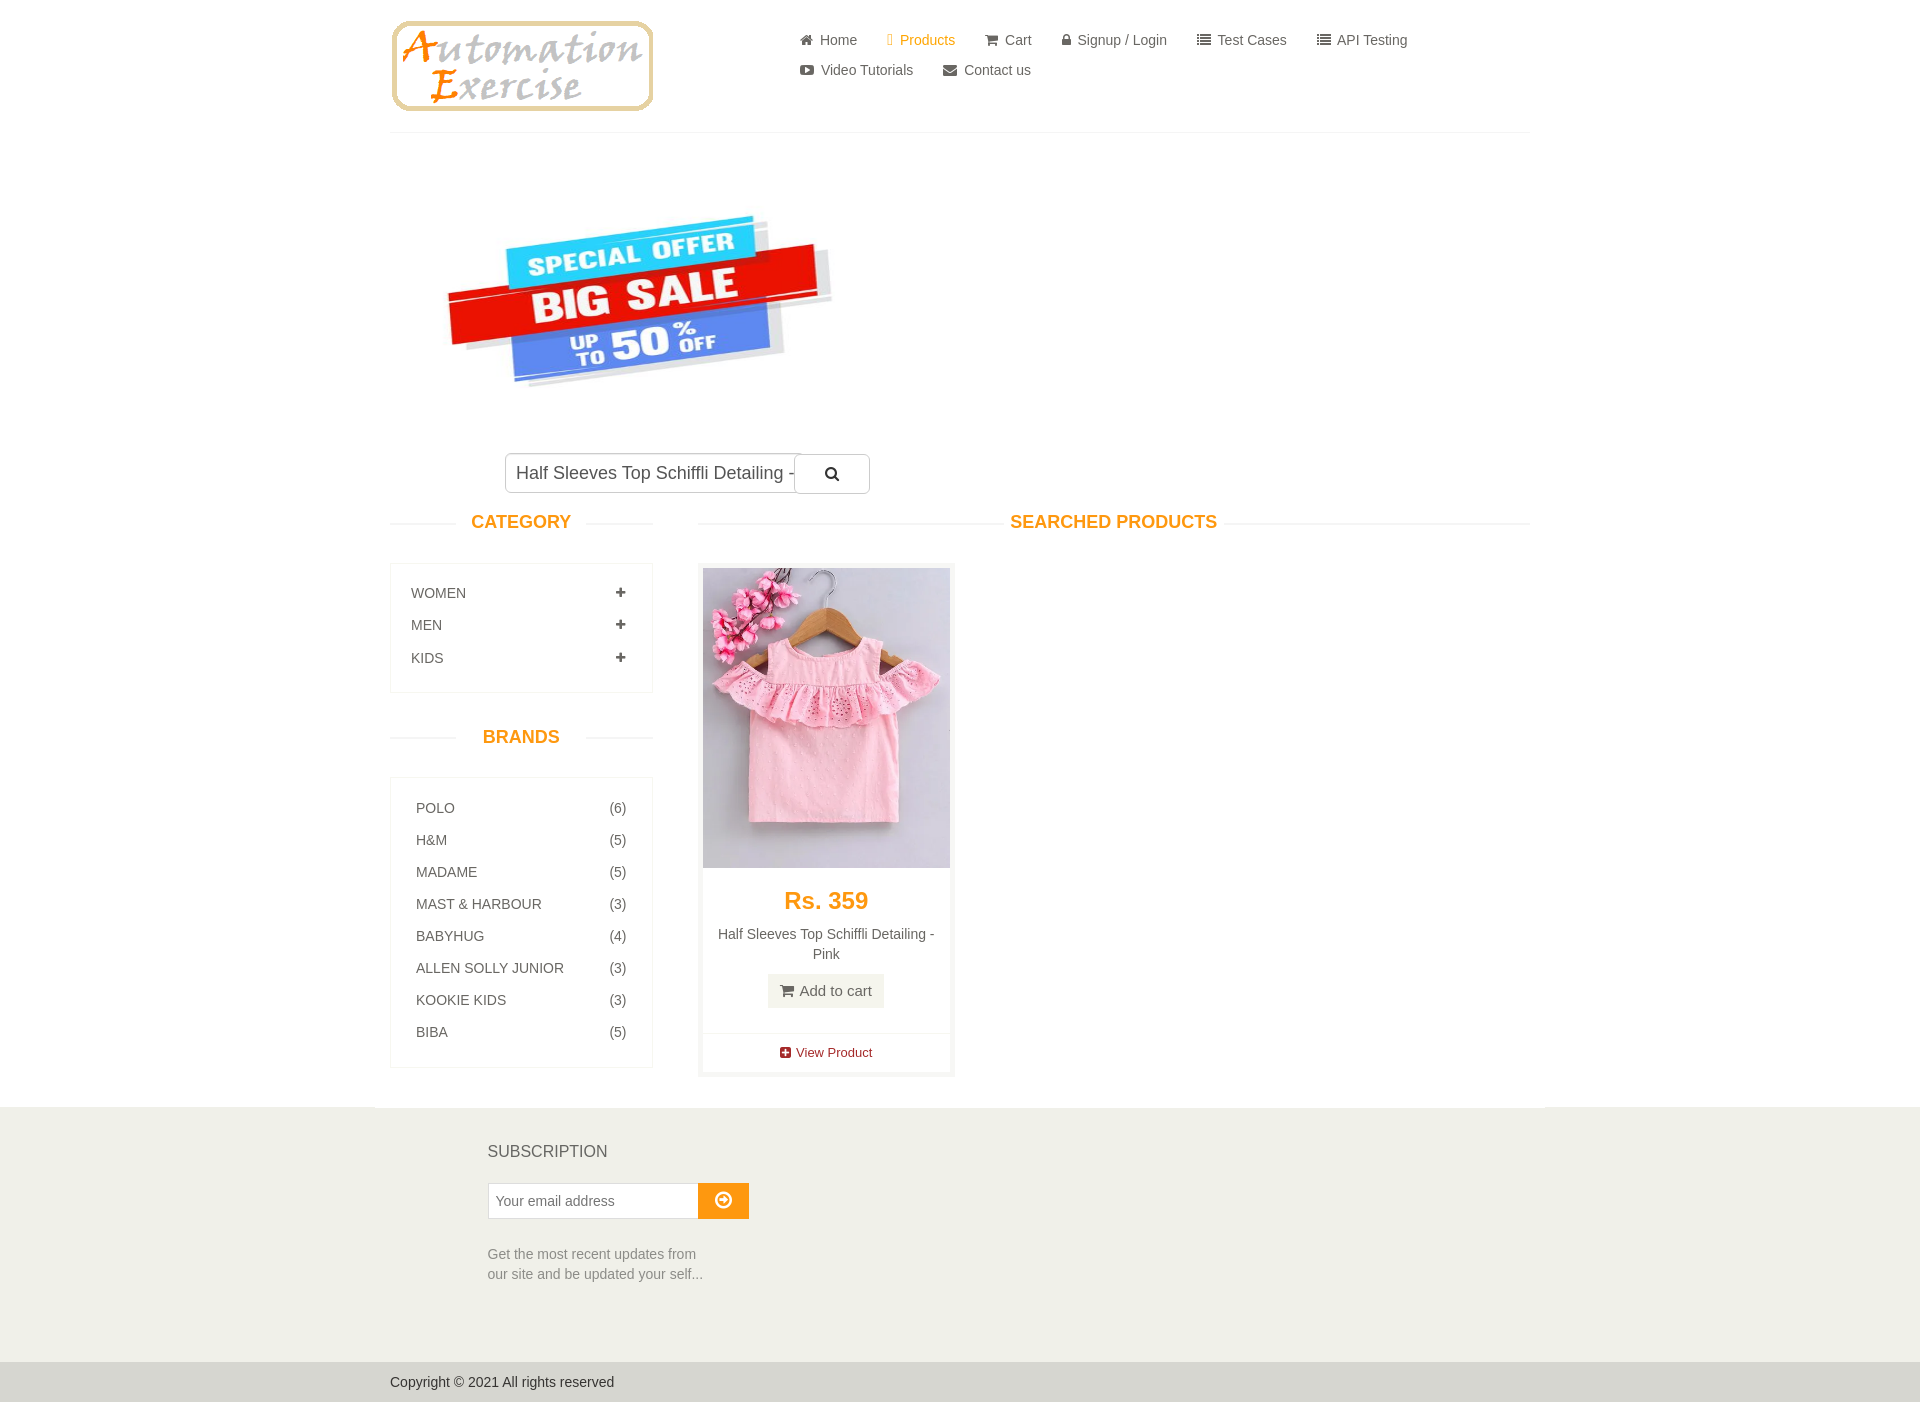 Automation
Exercise
Home
Products
Cart
Signup / Login
Test Cases
API Testing
Video Tutorials
Contact us
SPECIAL OFFER
BIG SALE
UP TO 50% OFF
Half Sleeves Top Schiffli Detailing -
CATEGORY
WOMEN
MEN
KIDS
BRANDS
POLO (6)
H&M (5)
MADAME (5)
MAST & HARBOUR (3)
BABYHUG (4)
ALLEN SOLLY JUNIOR (3)
KOOKIE KIDS (3)
BIBA (5)
SEARCHED PRODUCTS
Rs. 359
Half Sleeves Top Schiffli Detailing -
Pink
Add to cart
View Product
SUBSCRIPTION
Your email address
Get the most recent updates from
our site and be updated your self...
Copyright © 2021 All rights reserved